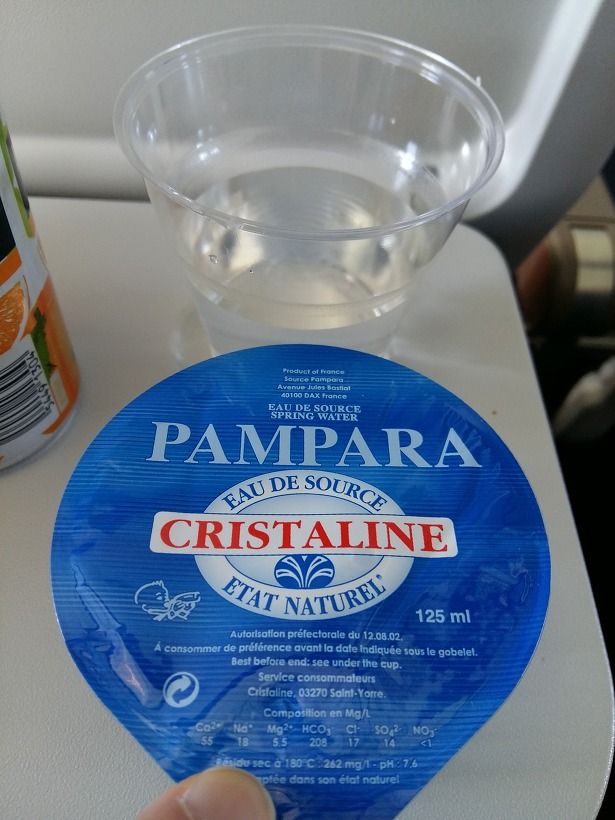 Product of France
Source Pampara
Avenue Jules Bastiat
40100 DAX France
EAU DE SOURCE
SPRING WATER
PAMPARA
EAU DE SOURCE
CRISTALINE
ETAT NATUREL
125 ml
Autorisation préfectorale du 12.08.02.
À consommer de préférence avant la date indiquée sous le gobelet.
Best before end: see under the cup.
Service consommateurs
Cristaline, 03270 Saint-Yorre.
Composition en Mg/L
Ca²⁺ Na⁺ Mg²⁺ HCO₃⁻ Cl⁻ SO₄²⁻ NO₃⁻
55 18 5.5 208 17 14 <1
Résidu sec à 180°C : 262 mg/l - pH : 7.6
dans son état naturel